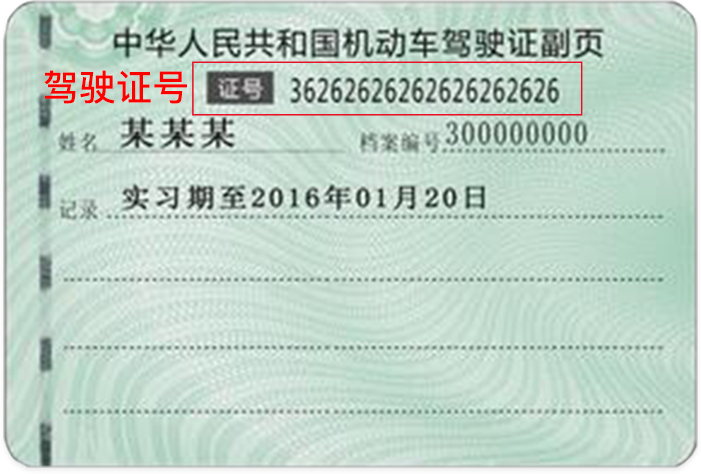 中华人民共和国机动车驾驶证副页
驾驶证号 证号 36262626262626262626
姓名 某某某 档案编号 300000000
记录 实习期至2016年01月20日